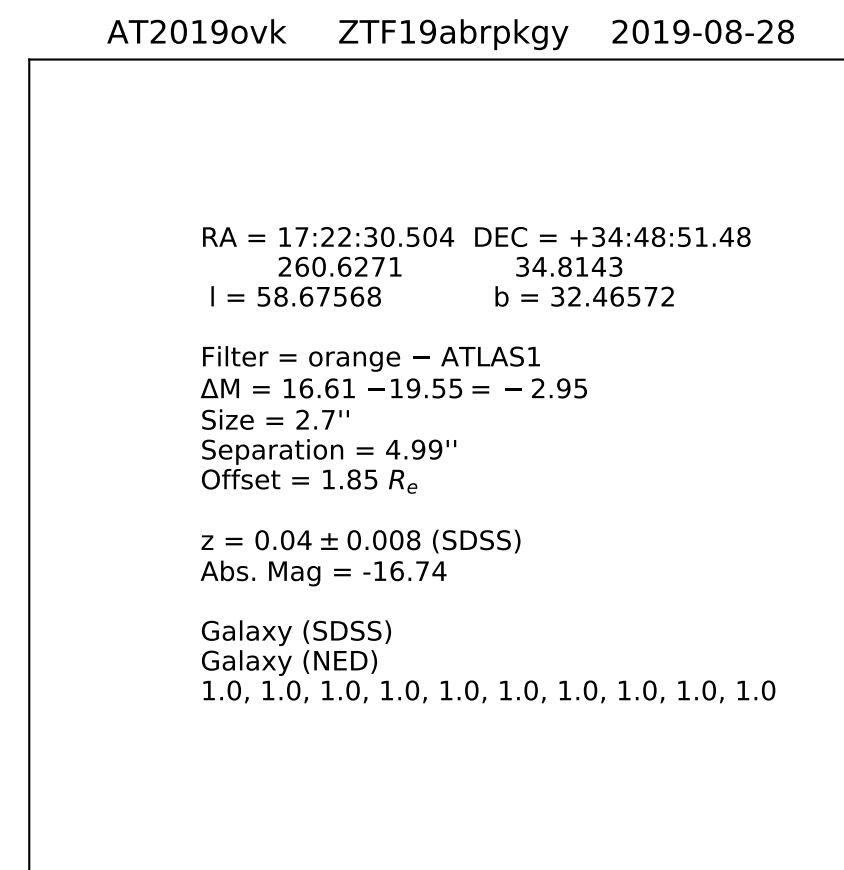 AT2019ovk ZTF19abrpkgy 2019-08-28
RA = 17:22:30.504 DEC = +34:48:51.48
260.6271 34.8143
l = 58.67568 b = 32.46572
Filter = orange − ATLAS1
ΔM = 16.61 −19.55 = − 2.95
Size = 2.7''
Separation = 4.99''
Offset = 1.85 Rₑ
z = 0.04 ± 0.008 (SDSS)
Abs. Mag = -16.74
Galaxy (SDSS)
Galaxy (NED)
1.0, 1.0, 1.0, 1.0, 1.0, 1.0, 1.0, 1.0, 1.0, 1.0